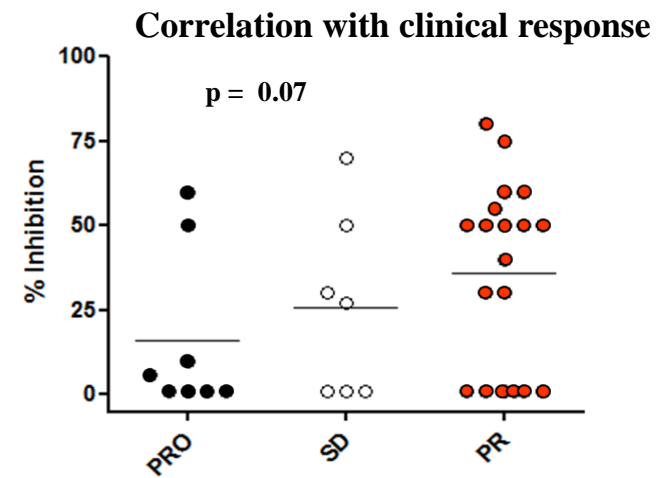 Correlation with clinical response
p = 0.07
% Inhibition
100
75
50
25
0
PRO
SD
PR